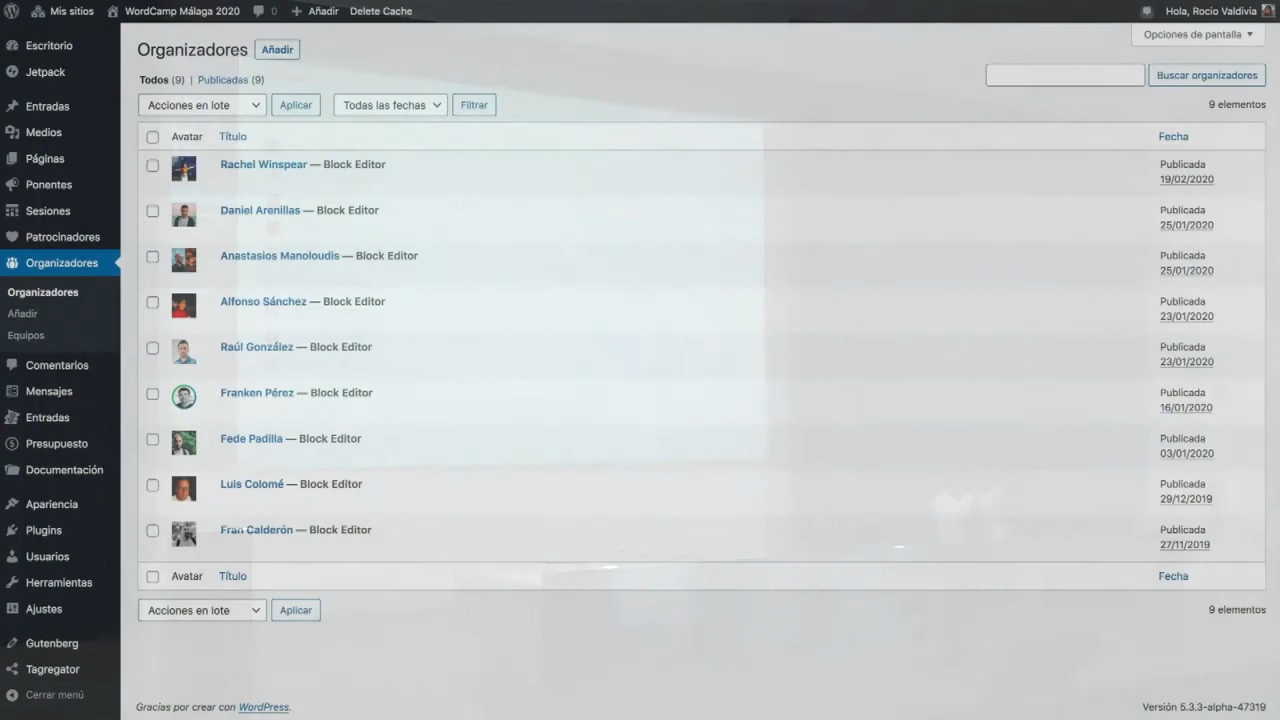 Mis sitios WordCamp Málaga 2020 0 Añadir Delete Cache Hola, Rocio Valdivia
Escritorio
Jetpack
Entradas
Medios
Páginas
Ponentes
Sesiones
Patrocinadores
Organizadores
Organizadores
Añadir
Equipos
Comentarios
Mensajes
Entradas
Presupuesto
Documentación
Apariencia
Plugins
Usuarios
Herramientas
Ajustes
Gutenberg
Tagregator
Cerrar menú
Opciones de pantalla
Organizadores Añadir
Todos (9) | Publicadas (9)
Buscar organizadores
Acciones en lote Aplicar Todas las fechas Filtrar 9 elementos
Avatar Título Fecha
Rachel Winspear — Block Editor Publicada
19/02/2020
Daniel Arenillas — Block Editor Publicada
25/01/2020
Anastasios Manoloudis — Block Editor Publicada
25/01/2020
Alfonso Sánchez — Block Editor Publicada
23/01/2020
Raúl González — Block Editor Publicada
23/01/2020
Franken Pérez — Block Editor Publicada
16/01/2020
Fede Padilla — Block Editor Publicada
03/01/2020
Luis Colomé — Block Editor Publicada
29/12/2019
Fran Calderón — Block Editor Publicada
27/11/2019
Avatar Título Fecha
Acciones en lote Aplicar 9 elementos
Gracias por crear con WordPress. Versión 5.3.3-alpha-47319